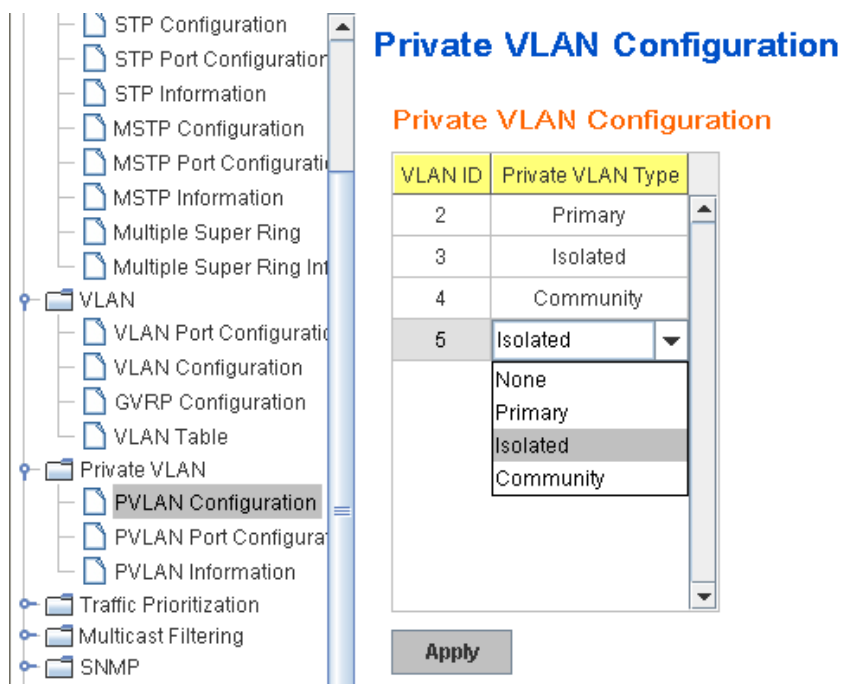 STP Configuration
STP Port Configuration
STP Information
MSTP Configuration
MSTP Port Configurati
MSTP Information
Multiple Super Ring
Multiple Super Ring Inf
VLAN
VLAN Port Configuratio
VLAN Configuration
GVRP Configuration
VLAN Table
Private VLAN
PVLAN Configuration
PVLAN Port Configurat
PVLAN Information
Traffic Prioritization
Multicast Filtering
SNMP
Private VLAN Configuration
Private VLAN Configuration
VLAN ID Private VLAN Type
2 Primary
3 Isolated
4 Community
5 Isolated
None
Primary
Isolated
Community
Apply